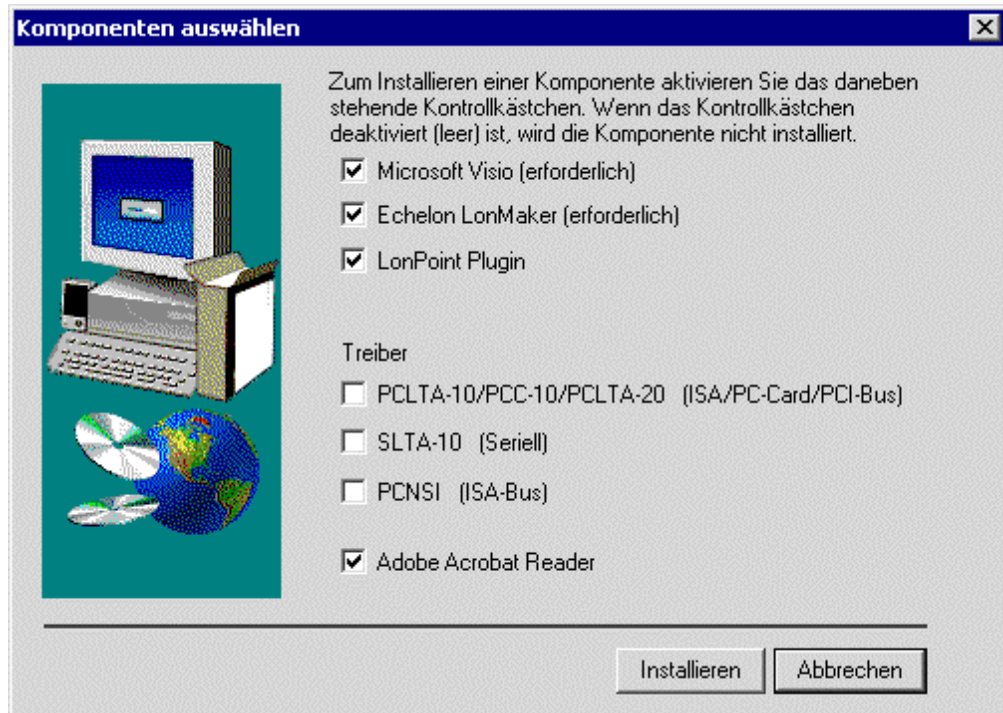 Komponenten auswählen
Zum Installieren einer Komponente aktivieren Sie das daneben
stehende Kontrollkästchen. Wenn das Kontrollkästchen
deaktiviert (leer) ist, wird die Komponente nicht installiert.
Microsoft Visio (erforderlich)
Echelon LonMaker (erforderlich)
LonPoint Plugin
Treiber
PCLTA-10/PCC-10/PCLTA-20 (ISA/PC-Card/PCI-Bus)
SLTA-10 (Seriell)
PCNSI (ISA-Bus)
Adobe Acrobat Reader
Installieren Abbrechen